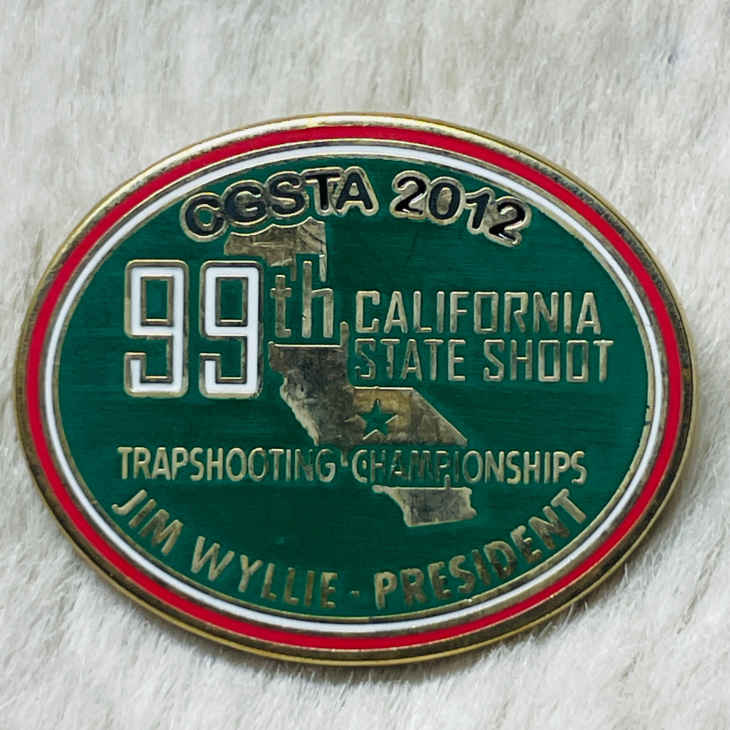 CGSTA 2012
99th CALIFORNIA
STATE SHOOT
TRAPSHOOTING CHAMPIONSHIPS
JIM WYLLIE - PRESIDENT